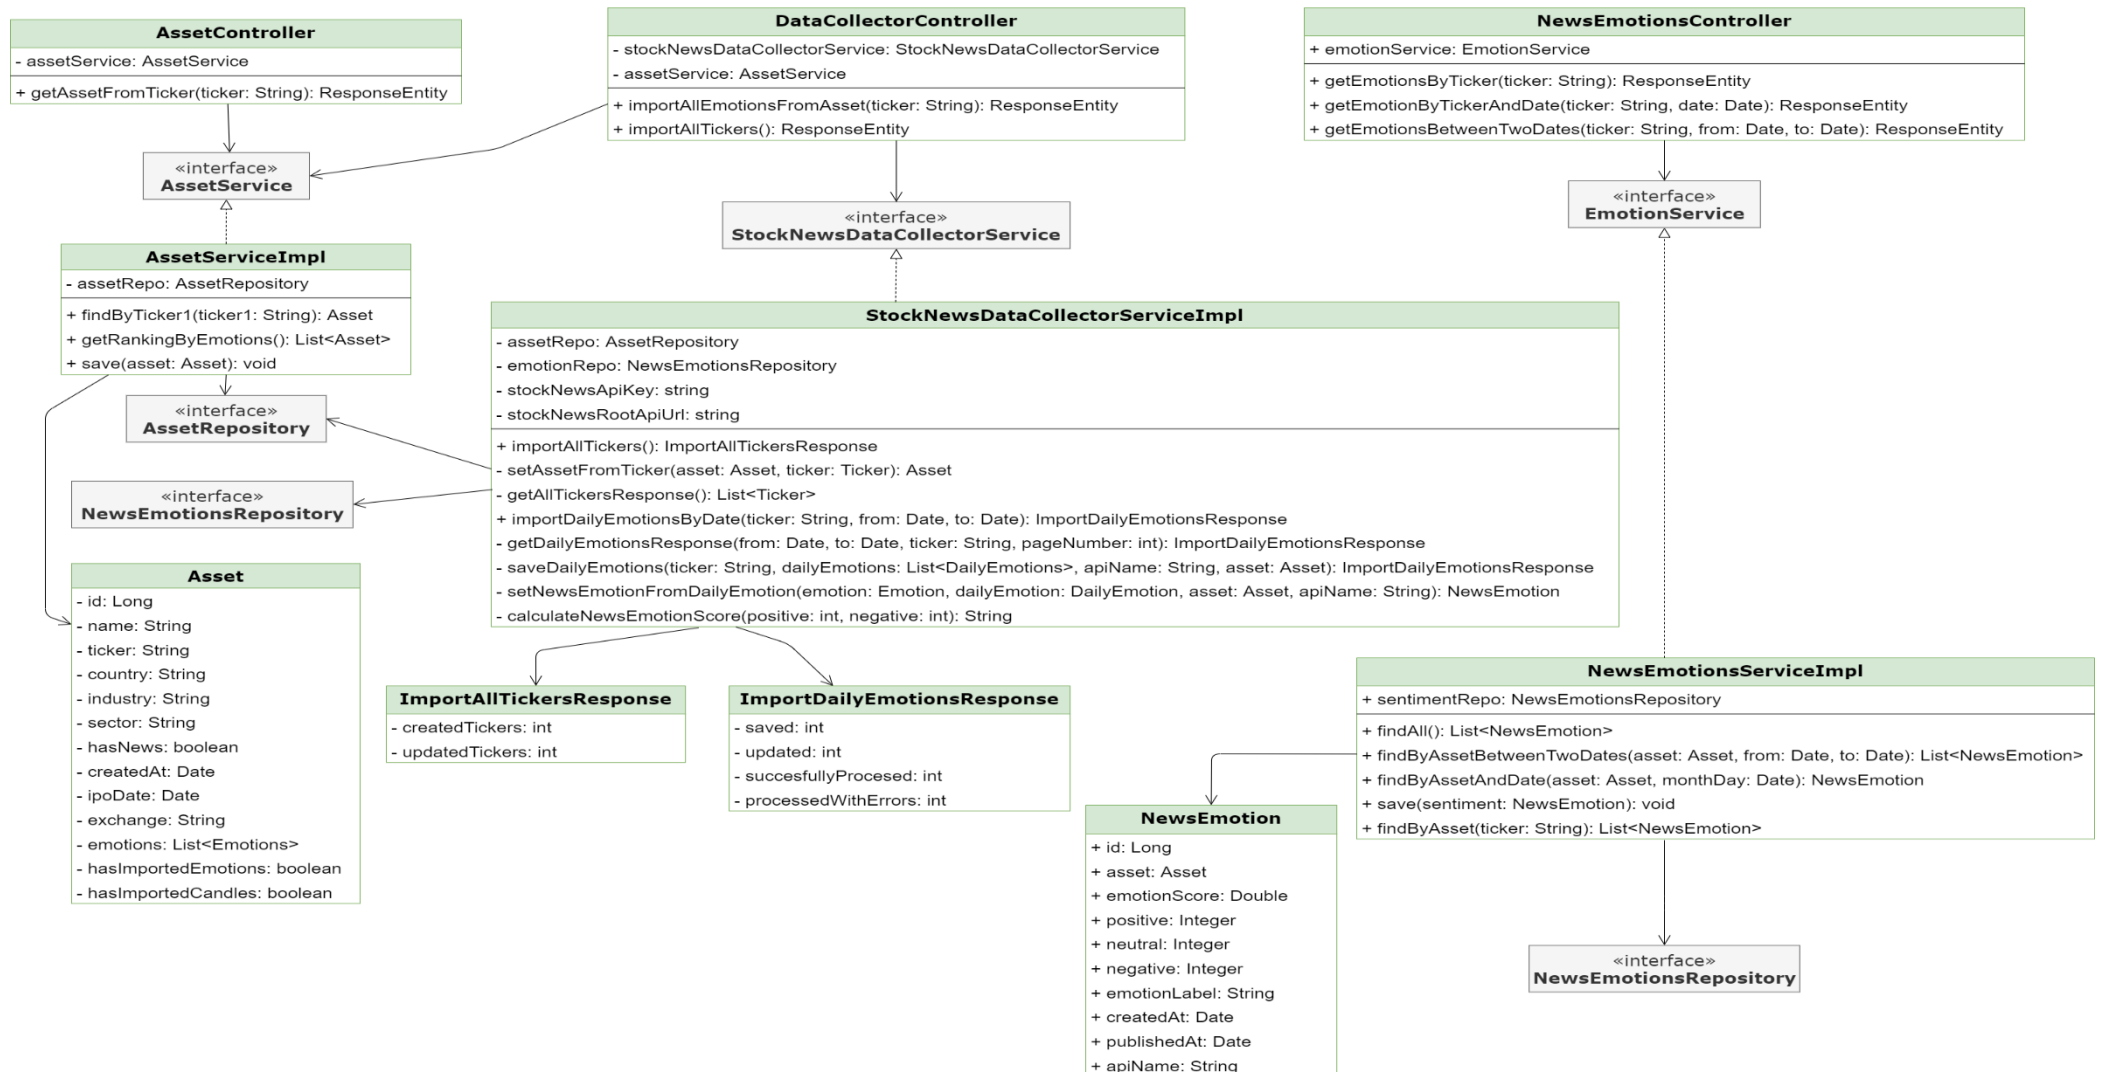 AssetController
- assetService: AssetService
+ getAssetFromTicker(ticker: String): ResponseEntity
DataCollectorController
- stockNewsDataCollectorService: StockNewsDataCollectorService
- assetService: AssetService
+ importAllEmotionsFromAsset(ticker: String): ResponseEntity
+ importAllTickers(): ResponseEntity
NewsEmotionsController
+ emotionService: EmotionService
+ getEmotionsByTicker(ticker: String): ResponseEntity
+ getEmotionByTickerAndDate(ticker: String, date: Date): ResponseEntity
+ getEmotionsBetweenTwoDates(ticker: String, from: Date, to: Date): ResponseEntity
«interface»
AssetService
«interface»
StockNewsDataCollectorService
«interface»
EmotionService
AssetServiceImpl
- assetRepo: AssetRepository
+ findByTicker1(ticker1: String): Asset
+ getRankingByEmotions(): List<Asset>
+ save(asset: Asset): void
StockNewsDataCollectorServiceImpl
- assetRepo: AssetRepository
- emotionRepo: NewsEmotionsRepository
- stockNewsApiKey: string
- stockNewsRootApiUrl: string
+ importAllTickers(): ImportAllTickersResponse
- setAssetFromTicker(asset: Asset, ticker: Ticker): Asset
- getAllTickersResponse(): List<Ticker>
+ importDailyEmotionsByDate(ticker: String, from: Date, to: Date): ImportDailyEmotionsResponse
- getDailyEmotionsResponse(from: Date, to: Date, ticker: String, pageNumber: int): ImportDailyEmotionsResponse
- saveDailyEmotions(ticker: String, dailyEmotions: List<DailyEmotions>, apiName: String, asset: Asset): ImportDailyEmotionsResponse
- setNewsEmotionFromDailyEmotion(emotion: Emotion, dailyEmotion: DailyEmotion, asset: Asset, apiName: String): NewsEmotion
- calculateNewsEmotionScore(positive: int, negative: int): String
«interface»
AssetRepository
«interface»
NewsEmotionsRepository
Asset
- id: Long
- name: String
- ticker: String
- country: String
- industry: String
- sector: String
- hasNews: boolean
- createdAt: Date
- ipoDate: Date
- exchange: String
- emotions: List<Emotions>
- hasImportedEmotions: boolean
- hasImportedCandles: boolean
ImportAllTickersResponse
- createdTickers: int
- updatedTickers: int
ImportDailyEmotionsResponse
- saved: int
- updated: int
- succesfullyProcesed: int
- processedWithErrors: int
NewsEmotionsServiceImpl
+ sentimentRepo: NewsEmotionsRepository
+ findAll(): List<NewsEmotion>
+ findByAssetBetweenTwoDates(asset: Asset, from: Date, to: Date): List<NewsEmotion>
+ findByAssetAndDate(asset: Asset, monthDay: Date): NewsEmotion
+ save(sentiment: NewsEmotion): void
+ findByAsset(ticker: String): List<NewsEmotion>
NewsEmotion
+ id: Long
+ asset: Asset
+ emotionScore: Double
+ positive: Integer
+ neutral: Integer
+ negative: Integer
+ emotionLabel: String
+ createdAt: Date
+ publishedAt: Date
+ apiName: String
«interface»
NewsEmotionsRepository